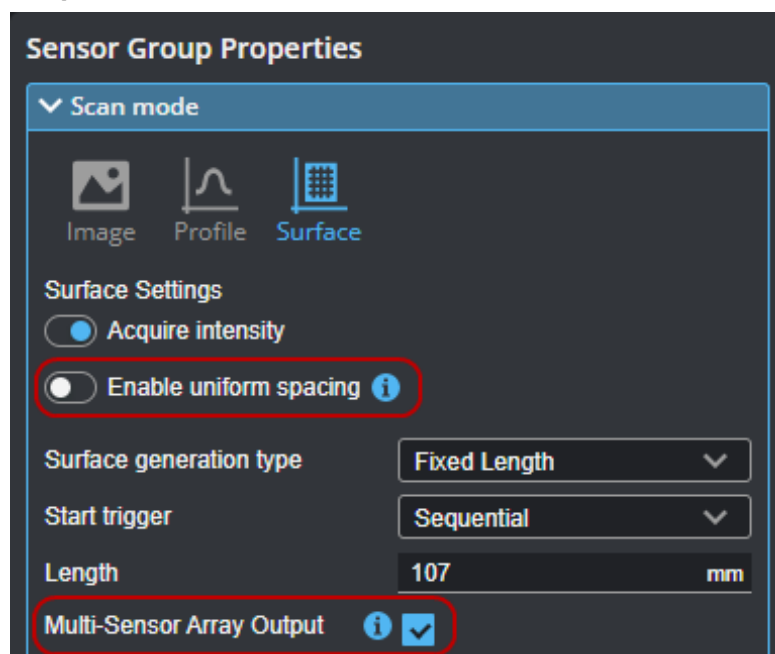 Sensor Group Properties
Scan mode
Image Profile Surface
Surface Settings
Acquire intensity
Enable uniform spacing
Surface generation type Fixed Length
Start trigger Sequential
Length 107 mm
Multi-Sensor Array Output